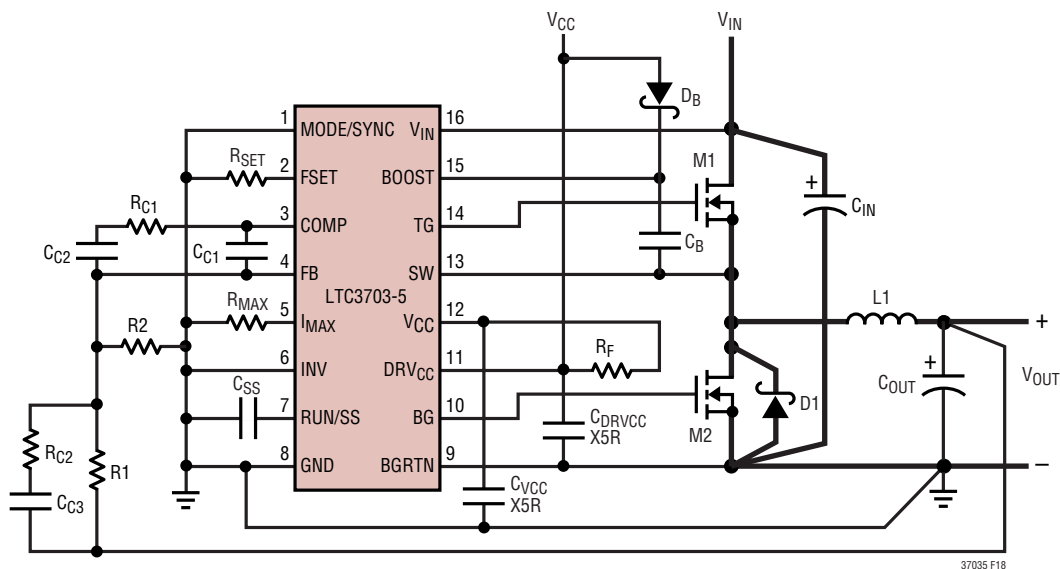 VCC
VIN
DB
1 MODE/SYNC VIN 16
RSET
2 FSET BOOST 15
M1
RC1
3 COMP TG 14
+
CIN
CC2
CC1
CB
4 FB SW 13
LTC3703-5
L1
RMAX
5 IMAX VCC 12
+
R2
RF
6 INV DRVCC 11
+
COUT
VOUT
CSS
7 RUN/SS BG 10
D1
M2
CDRVCC
X5R
RC2
R1
8 GND BGRTN 9
–
CC3
CVCC
X5R
37035 F18